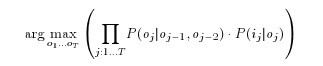 arg max_{o_1...o_T} ( ∏_{j:1...T} P(o_j|o_{j−1}, o_{j−2}) · P(i_j|o_j) )